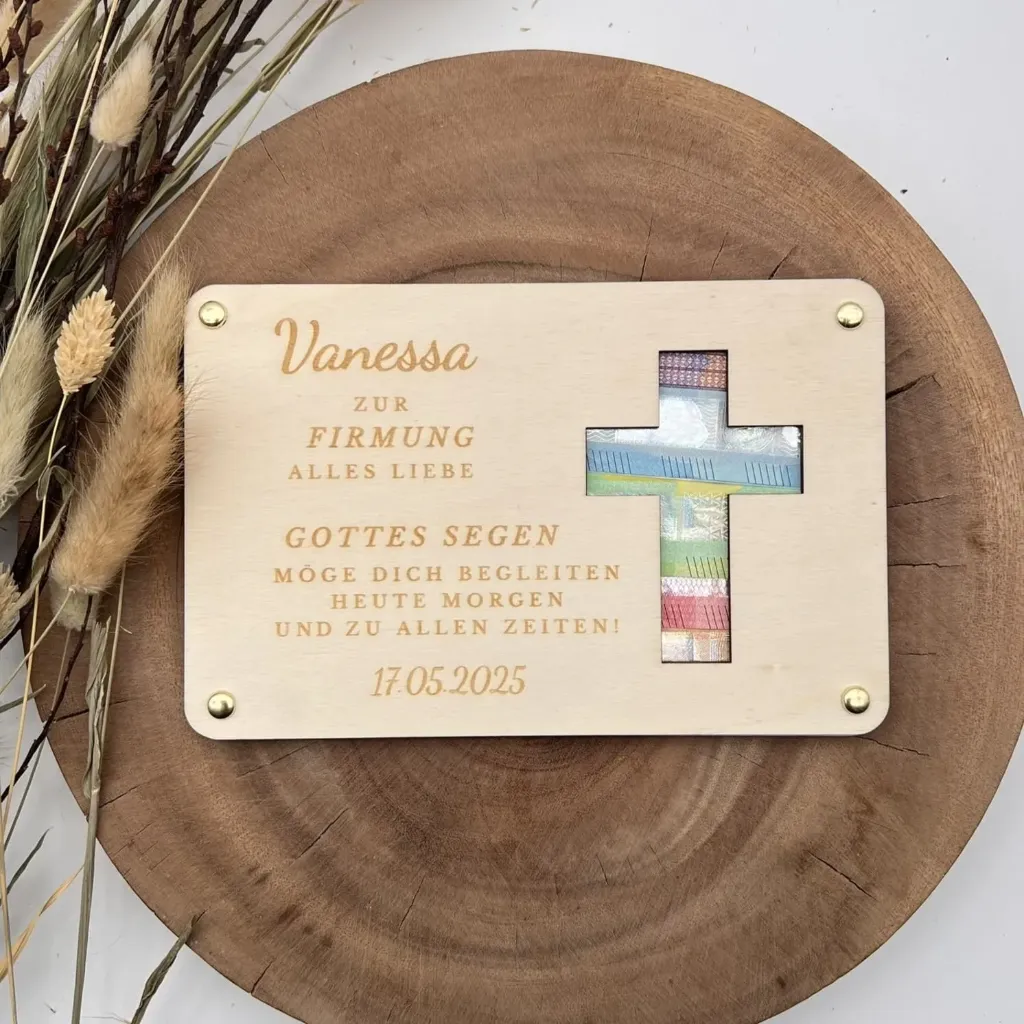 Vanessa
ZUR
FIRMUNG
ALLES LIEBE
GOTTES SEGEN
MÖGE DICH BEGLEITEN
HEUTE MORGEN
UND ZU ALLEN ZEITEN!
17.05.2025